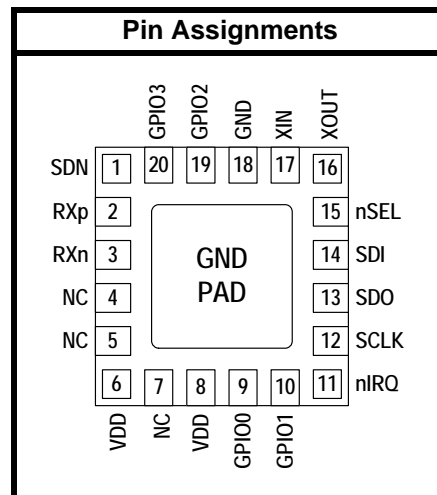 Pin Assignments
GPIO3
GPIO2
GND
XIN
XOUT
SDN 1 20 19 18 17 16
RXp 2 15 nSEL
RXn 3 GND 14 SDI
NC 4 PAD 13 SDO
NC 5 12 SCLK
6 7 8 9 10 11 nIRQ
VDD
NC
VDD
GPIO0
GPIO1